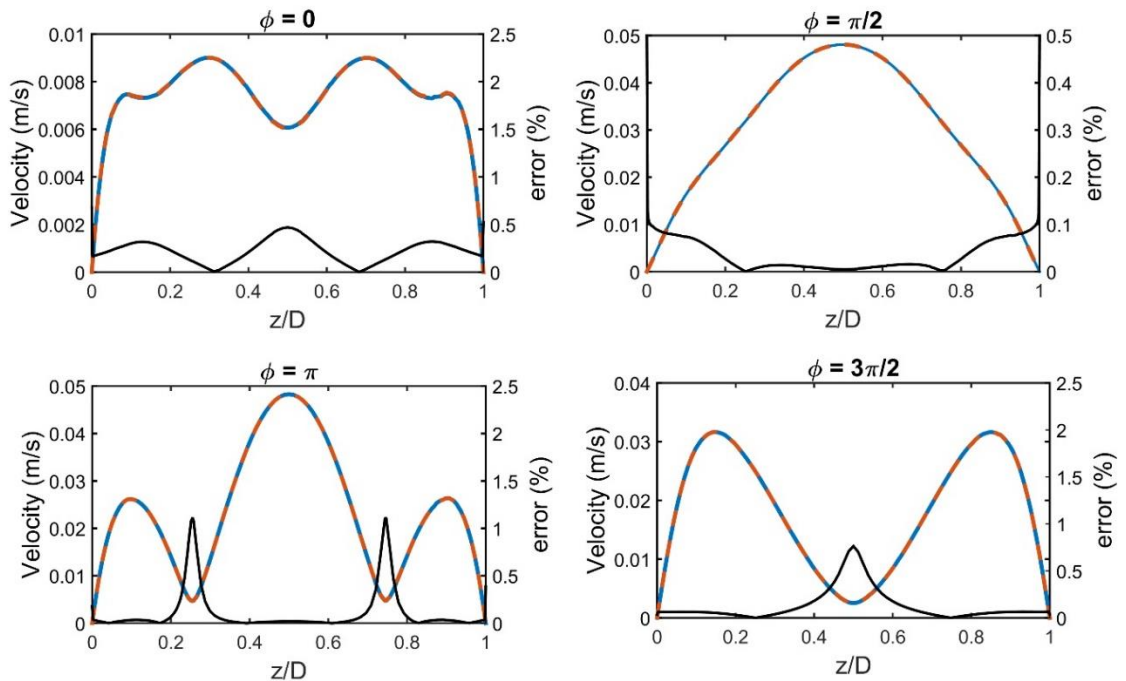 ϕ = 0
0.01
0.008
0.006
0.004
0.002
0
Velocity (m/s)
2.5
2
1.5
1
0.5
0
error (%)
0 0.2 0.4 0.6 0.8 1
z/D
ϕ = π/2
0.05
0.04
0.03
0.02
0.01
0
Velocity (m/s)
0.5
0.4
0.3
0.2
0.1
0
error (%)
0 0.2 0.4 0.6 0.8 1
z/D
ϕ = π
0.05
0.04
0.03
0.02
0.01
0
Velocity (m/s)
2.5
2
1.5
1
0.5
0
error (%)
0 0.2 0.4 0.6 0.8 1
z/D
ϕ = 3π/2
0.04
0.03
0.02
0.01
0
Velocity (m/s)
2.5
2
1.5
1
0.5
0
error (%)
0 0.2 0.4 0.6 0.8 1
z/D